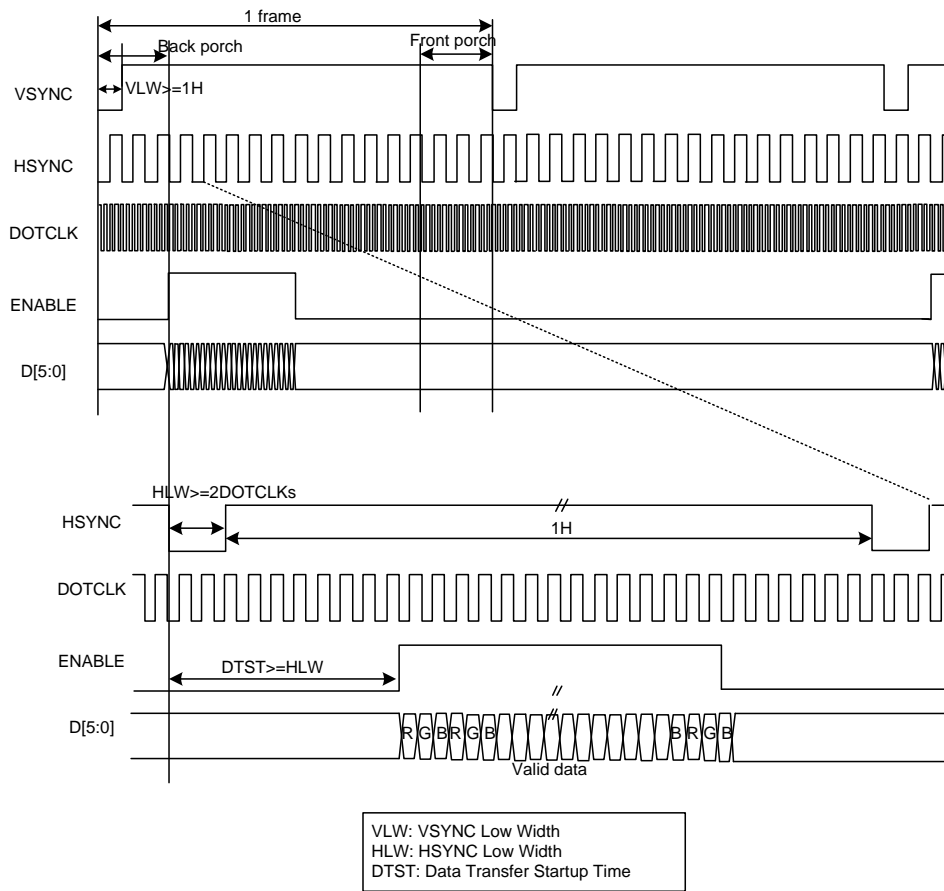 1 frame
Back porch
Front porch
VLW>=1H
VSYNC
HSYNC
DOTCLK
ENABLE
D[5:0]
HLW>=2DOTCLKs
HSYNC
//
1H
DOTCLK
ENABLE
DTST>=HLW
//
D[5:0]
//
R G B R G B B R G B
Valid data
VLW: VSYNC Low Width
HLW: HSYNC Low Width
DTST: Data Transfer Startup Time